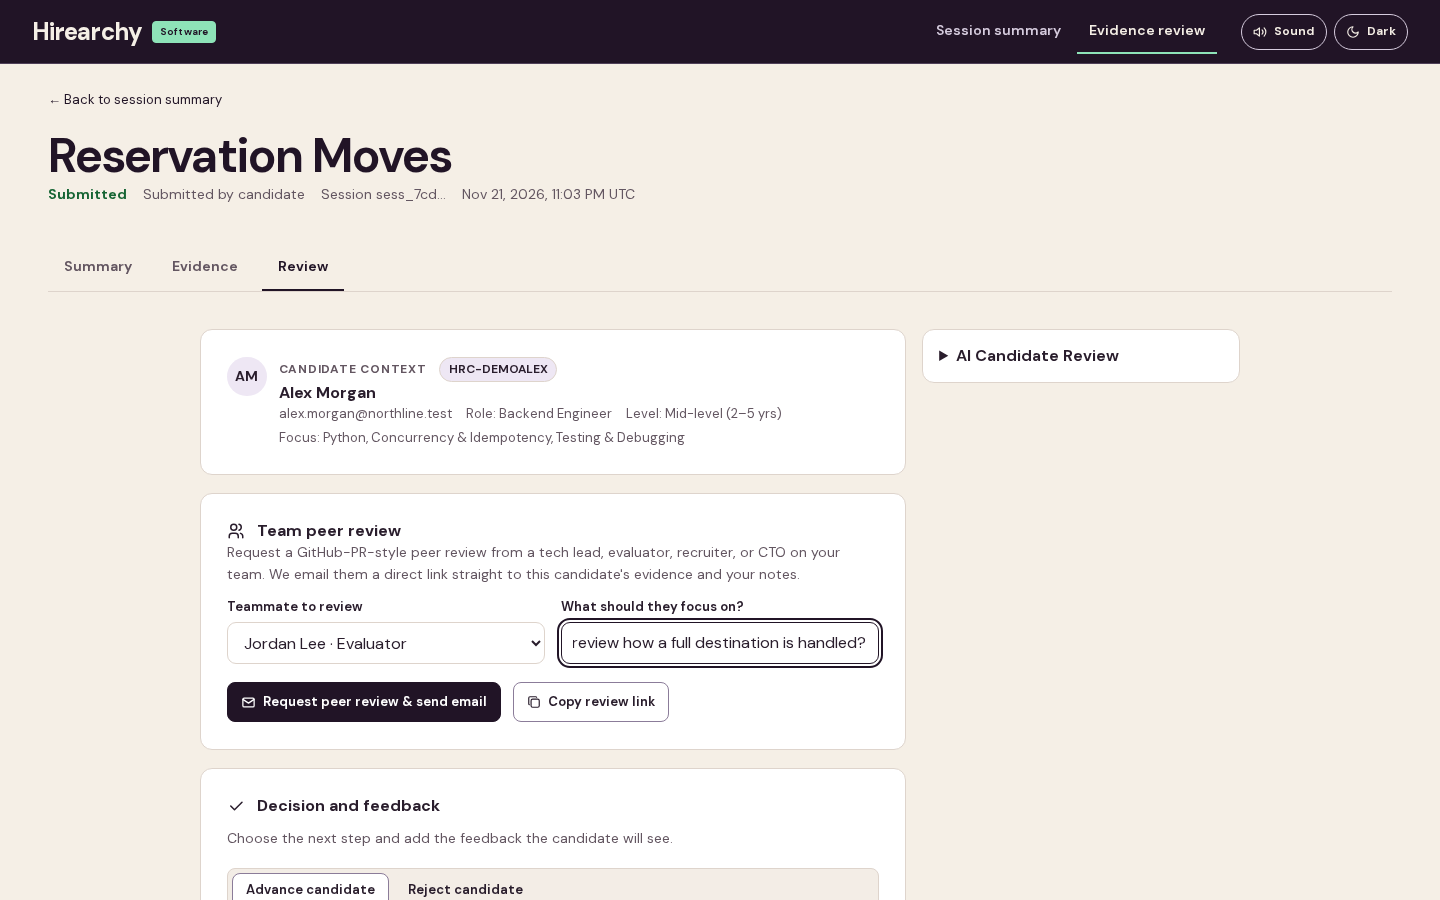 Hirearchy
Software
Session summary
Evidence review
Sound
Dark
← Back to session summary
Reservation Moves
Submitted
Submitted by candidate
Session sess_7cd…
Nov 21, 2026, 11:03 PM UTC
Summary
Evidence
Review
AM
CANDIDATE CONTEXT
HRC-DEMOALEX
Alex Morgan
alex.morgan@northline.test
Role: Backend Engineer
Level: Mid-level (2–5 yrs)
Focus: Python, Concurrency & Idempotency, Testing & Debugging
AI Candidate Review
Team peer review
Request a GitHub-PR-style peer review from a tech lead, evaluator, recruiter, or CTO on your
team. We email them a direct link straight to this candidate's evidence and your notes.
Teammate to review
What should they focus on?
Jordan Lee · Evaluator
review how a full destination is handled?
Request peer review & send email
Copy review link
Decision and feedback
Choose the next step and add the feedback the candidate will see.
Advance candidate
Reject candidate